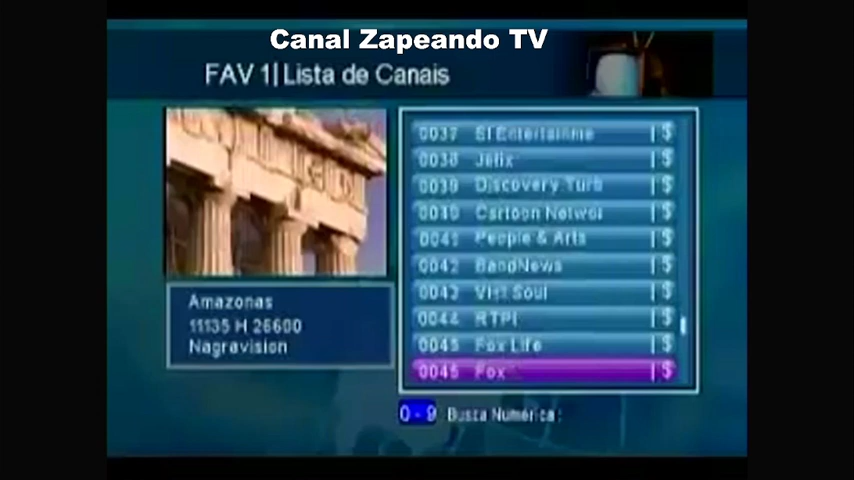 Canal Zapeando TV
FAV 1|Lista de Canais
0037 E! Entertainme | $
0038 Jetix | $
0039 Discovery Turb | $
0040 Cartoon Networ | $
0041 People & Arts | $
0042 BandNews | $
0043 VH1 Soul | $
0044 RTPI | $
0045 Fox Life | $
0046 Fox | $
Amazonas
11135 H 26600
Nagravision
0 - 9 Busca Numérica :